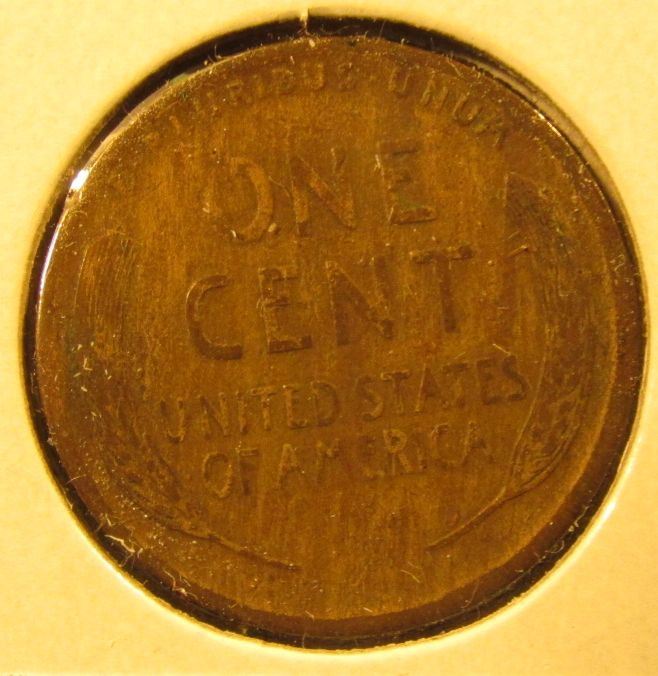 PLURIBUS · UNUM
ONE
CENT
UNITED STATES
OF AMERICA